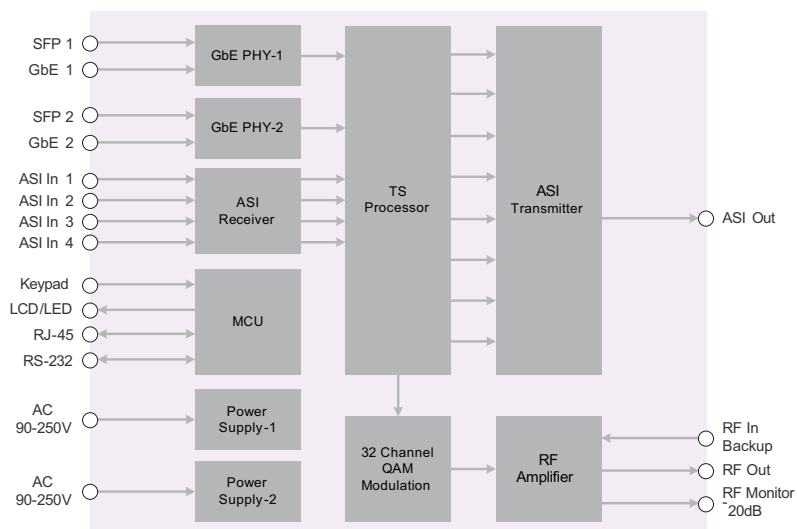 SFP 1
GbE 1
GbE PHY-1
SFP 2
GbE 2
GbE PHY-2
ASI In 1
ASI In 2
ASI In 3
ASI In 4
ASI
Receiver
TS
Processor
ASI
Transmitter
ASI Out
Keypad
LCD/LED
RJ-45
RS-232
MCU
AC
90-250V
Power
Supply-1
AC
90-250V
Power
Supply-2
32 Channel
QAM
Modulation
RF
Amplifier
RF In
Backup
RF Out
RF Monitor
-20dB